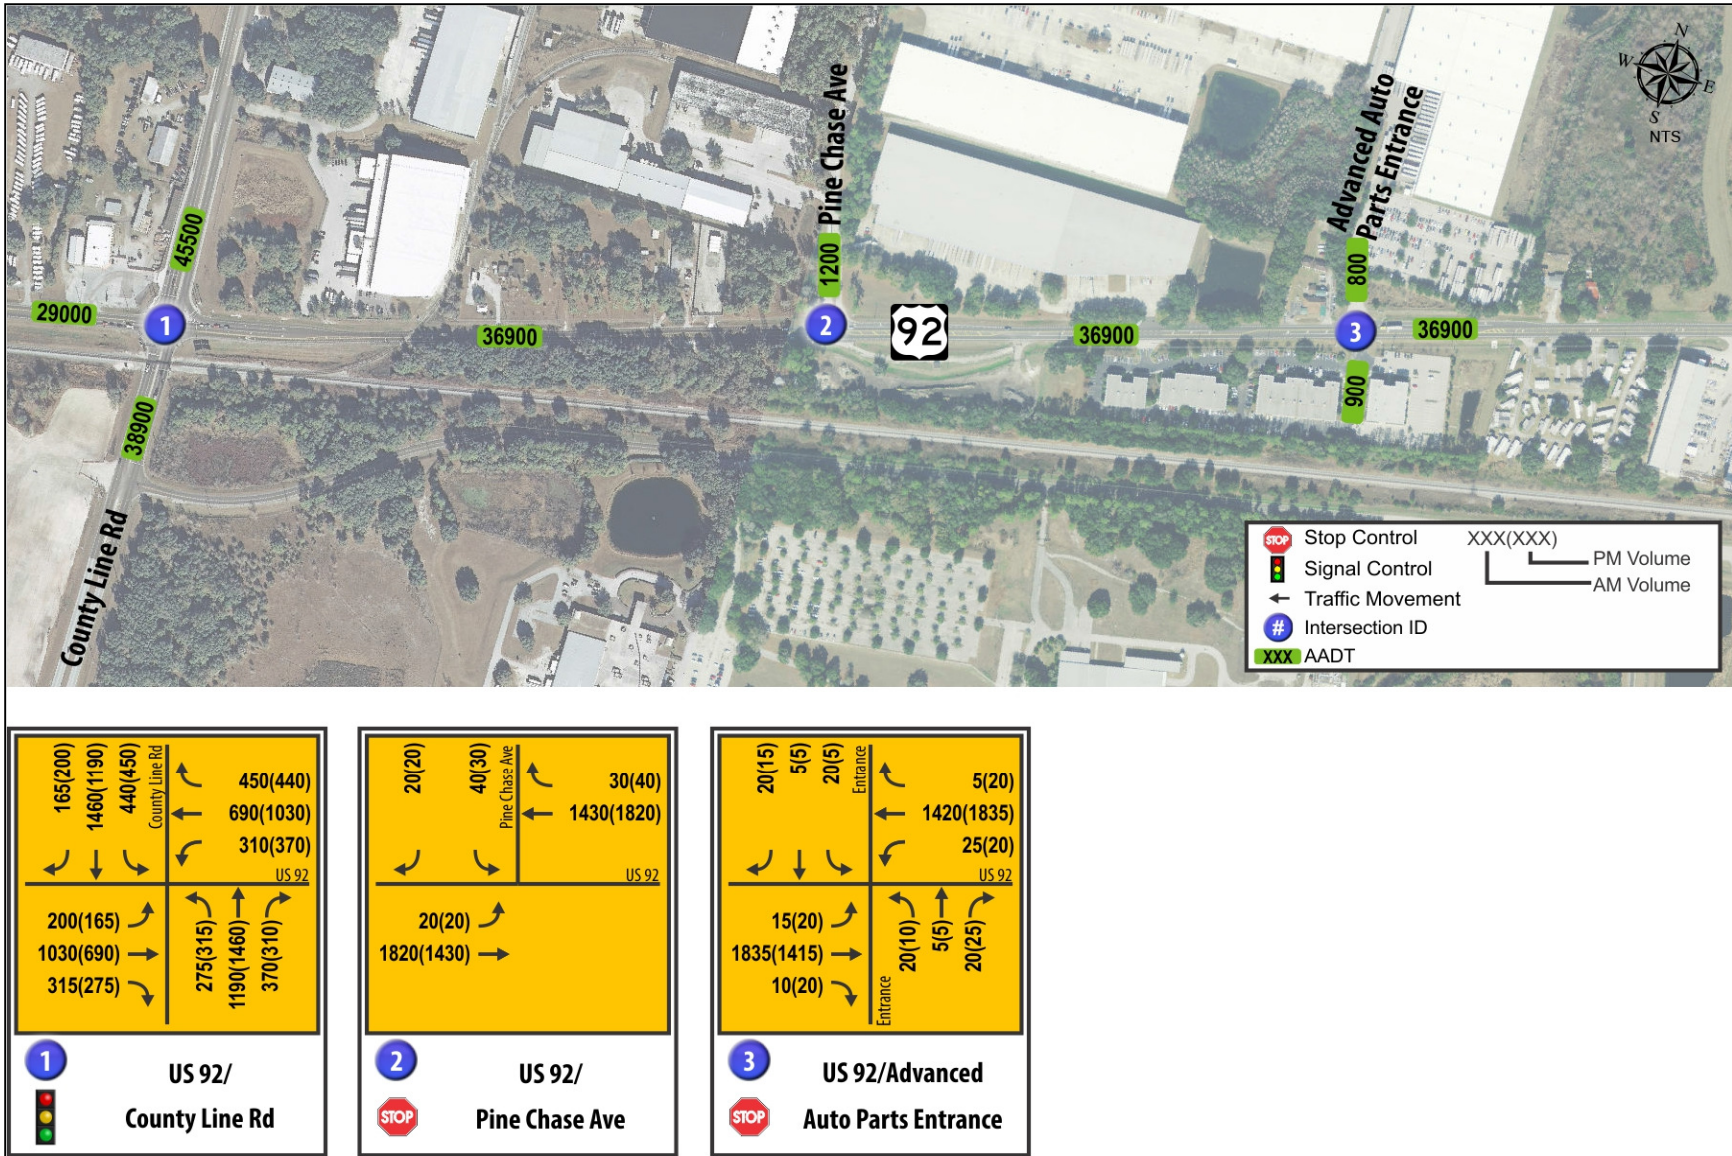 N
W
E
S
NTS
Pine Chase Ave
Advanced Auto
Parts Entrance
45500
1200
800
29000
1
36900
2
92
36900
3
36900
900
38900
County Line Rd
STOP Stop Control
Signal Control
Traffic Movement
# Intersection ID
XXX AADT
XXX(XXX)
PM Volume
AM Volume
165(200)
1460(1190)
440(450)
County Line Rd
450(440)
690(1030)
310(370)
US 92
200(165)
1030(690)
315(275)
275(315)
1190(1460)
370(310)
1
US 92/
County Line Rd
20(20)
40(30)
Pine Chase Ave
30(40)
1430(1820)
US 92
20(20)
1820(1430)
2
US 92/
STOP
Pine Chase Ave
20(15)
5(5)
20(5)
Entrance
5(20)
1420(1835)
25(20)
US 92
15(20)
1835(1415)
10(20)
Entrance
20(10)
5(5)
20(25)
3
US 92/Advanced
STOP
Auto Parts Entrance